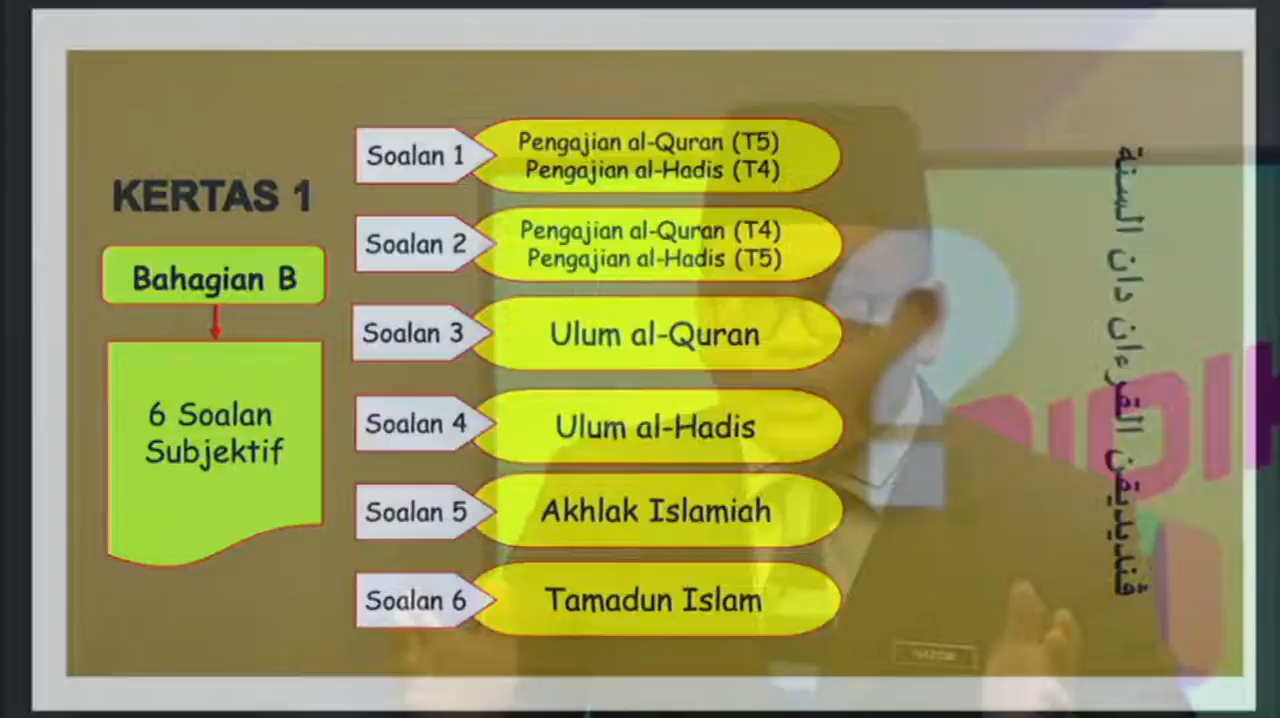 KERTAS 1
Bahagian B
6 Soalan
Subjektif
Soalan 1
Pengajian al-Quran (T5)
Pengajian al-Hadis (T4)
Soalan 2
Pengajian al-Quran (T4)
Pengajian al-Hadis (T5)
Soalan 3
Ulum al-Quran
Soalan 4
Ulum al-Hadis
Soalan 5
Akhlak Islamiah
Soalan 6
Tamadun Islam
ڤنديديقن القرءان دان السنة